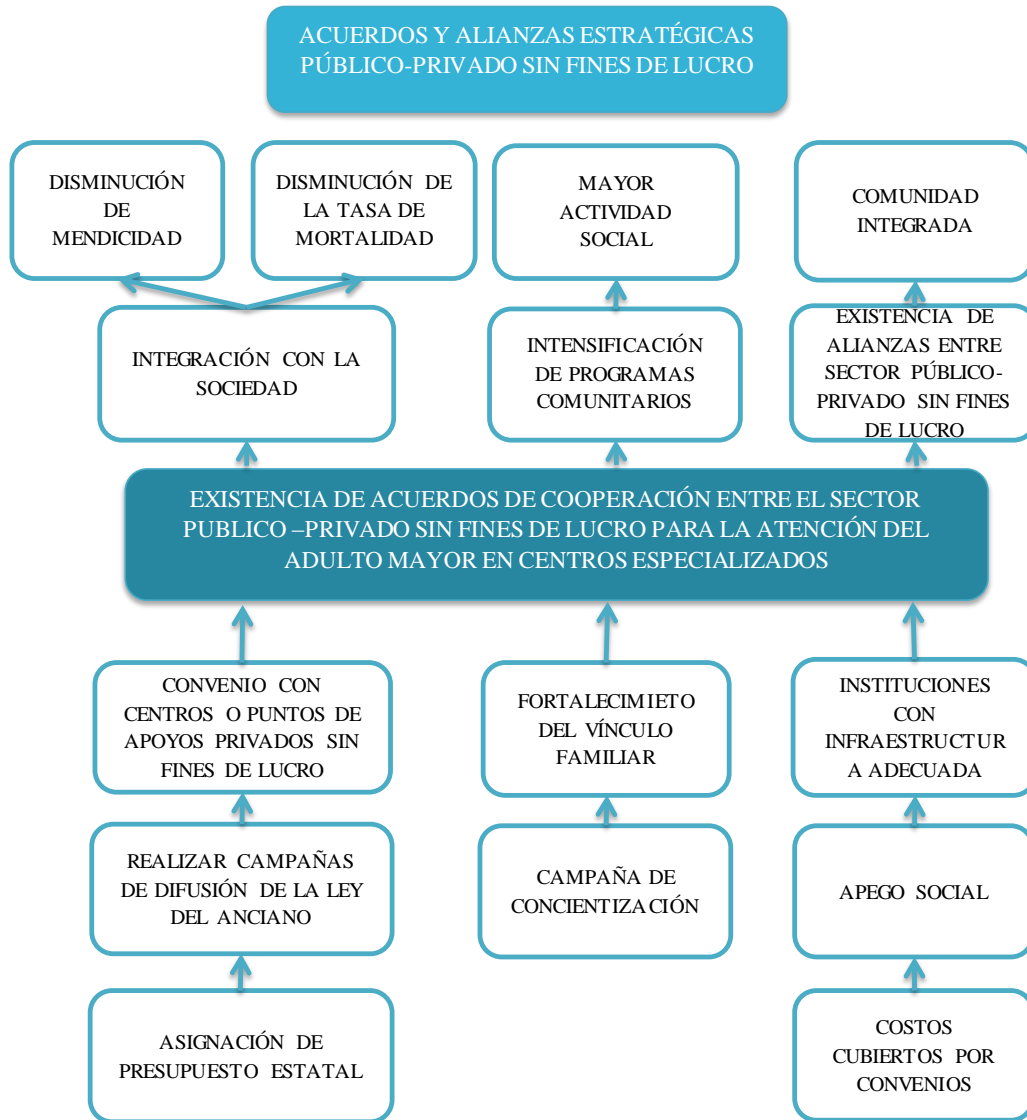 ACUERDOS Y ALIANZAS ESTRATÉGICAS
PÚBLICO-PRIVADO SIN FINES DE LUCRO
DISMINUCIÓN
DE
MENDICIDAD
DISMINUCIÓN DE
LA TASA DE
MORTALIDAD
MAYOR
ACTIVIDAD
SOCIAL
COMUNIDAD
INTEGRADA
INTEGRACIÓN CON LA
SOCIEDAD
INTENSIFICACIÓN
DE PROGRAMAS
COMUNITARIOS
EXISTENCIA DE
ALIANZAS ENTRE
SECTOR PÚBLICO-
PRIVADO SIN FINES
DE LUCRO
EXISTENCIA DE ACUERDOS DE COOPERACIÓN ENTRE EL SECTOR
PUBLICO –PRIVADO SIN FINES DE LUCRO PARA LA ATENCIÓN DEL
ADULTO MAYOR EN CENTROS ESPECIALIZADOS
CONVENIO CON
CENTROS O PUNTOS DE
APOYOS PRIVADOS SIN
FINES DE LUCRO
FORTALECIMIETO
DEL VÍNCULO
FAMILIAR
INSTITUCIONES
CON
INFRAESTRUCTUR
A ADECUADA
REALIZAR CAMPAÑAS
DE DIFUSIÓN DE LA LEY
DEL ANCIANO
CAMPAÑA DE
CONCIENTIZACIÓN
APEGO SOCIAL
ASIGNACIÓN DE
PRESUPUESTO ESTATAL
COSTOS
CUBIERTOS POR
CONVENIOS